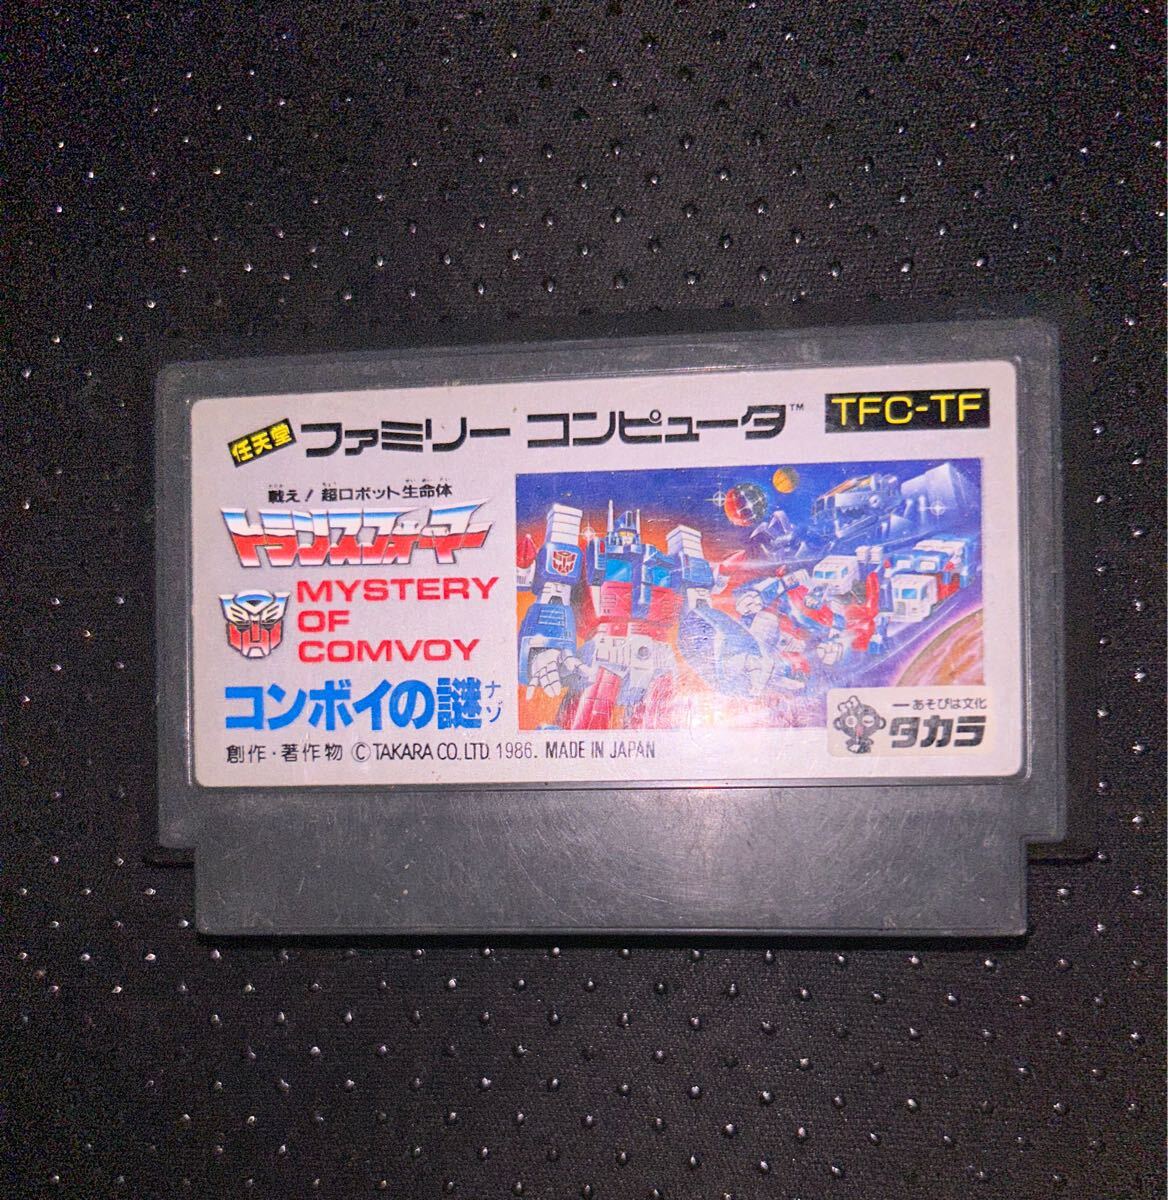 任天堂 ファミリー コンピュータ™ TFC-TF
戦え!超ロボット生命体
トランスフォーマー
MYSTERY
OF
COMVOY
コンボイの謎
ナゾ
創作・著作物 ©TAKARA CO.,LTD. 1986. MADE IN JAPAN
あそびは文化
タカラ